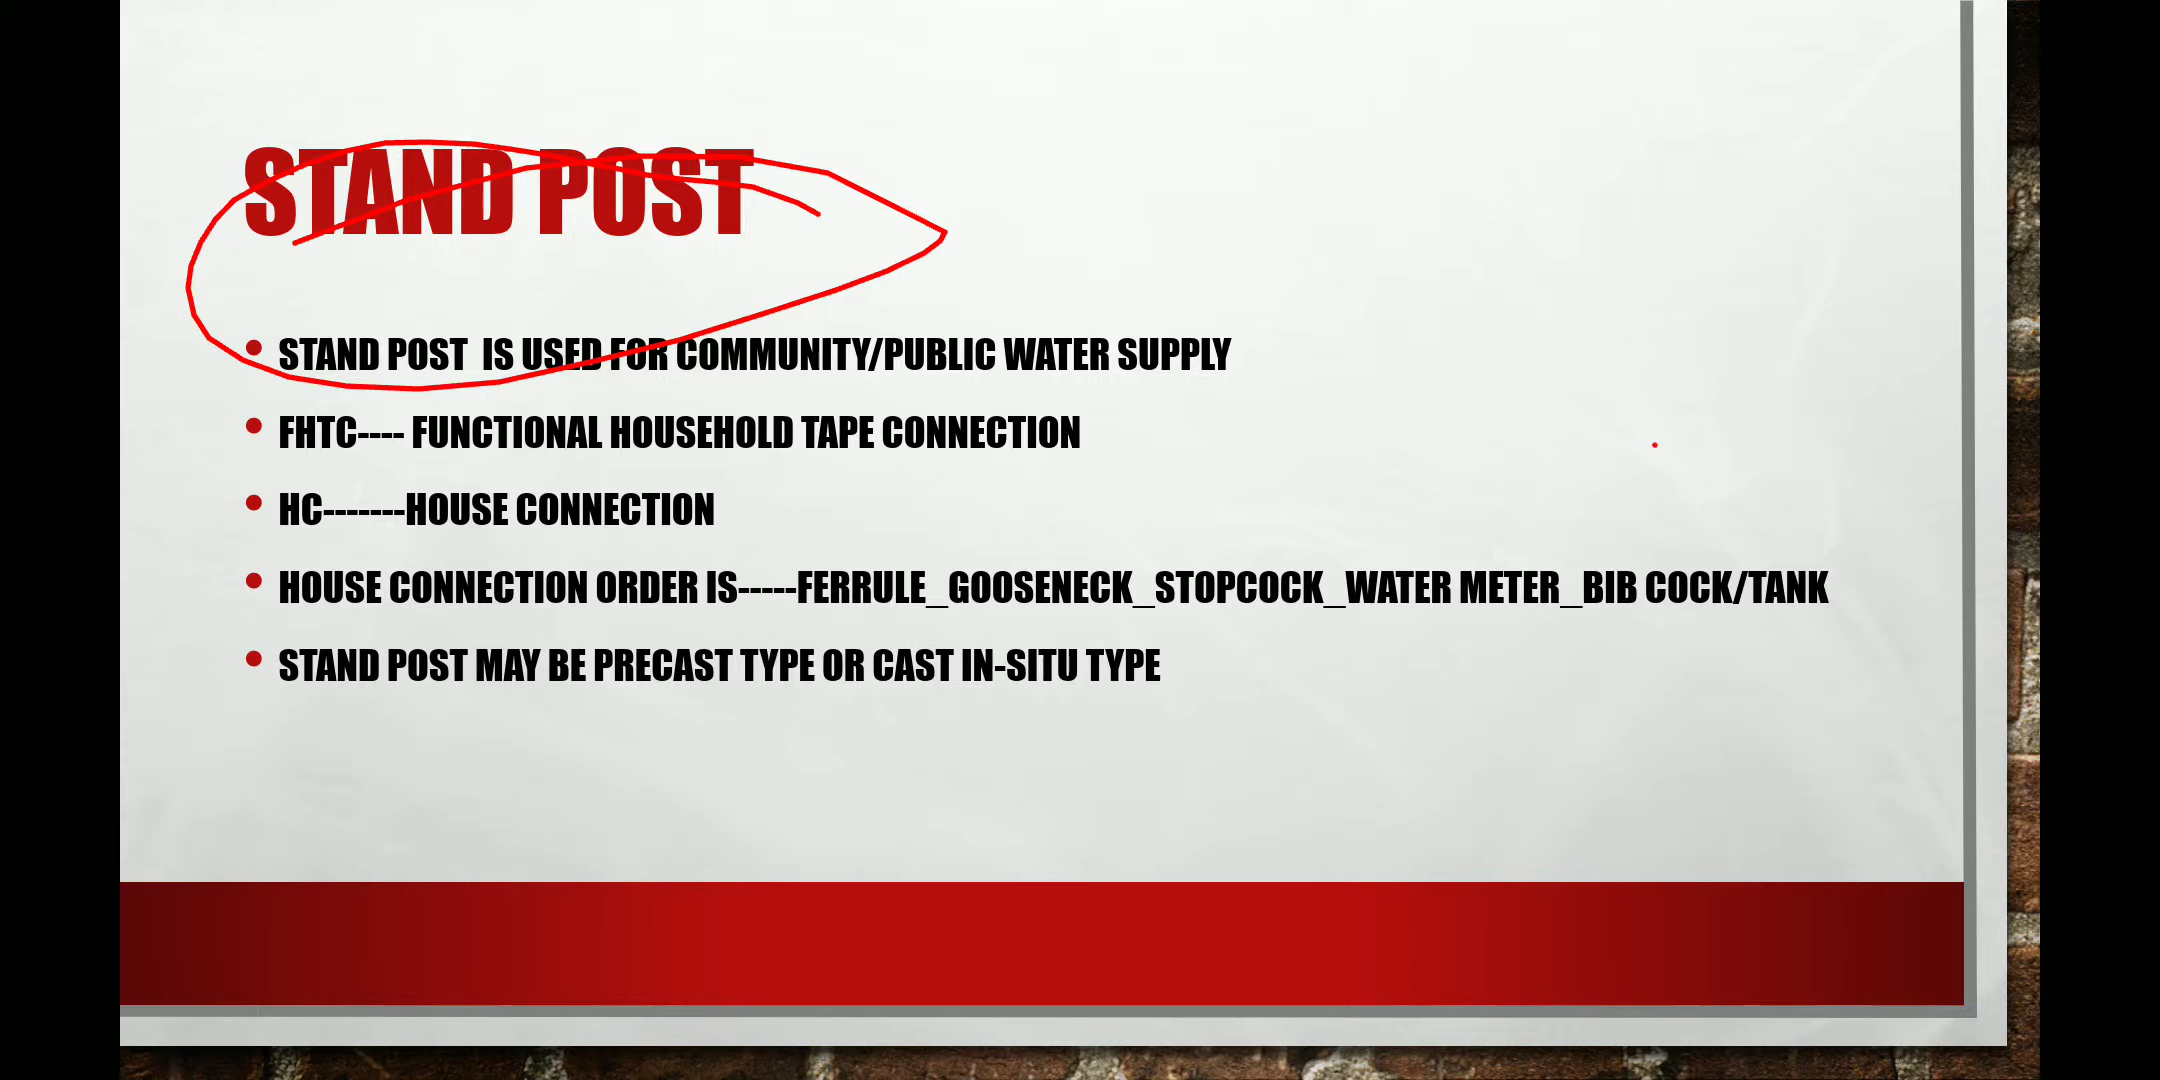 STAND POST
STAND POST IS USED FOR COMMUNITY/PUBLIC WATER SUPPLY
FHTC---- FUNCTIONAL HOUSEHOLD TAPE CONNECTION
HC-------HOUSE CONNECTION
HOUSE CONNECTION ORDER IS-----FERRULE_GOOSENECK_STOPCOCK_WATER METER_BIB COCK/TANK
STAND POST MAY BE PRECAST TYPE OR CAST IN-SITU TYPE